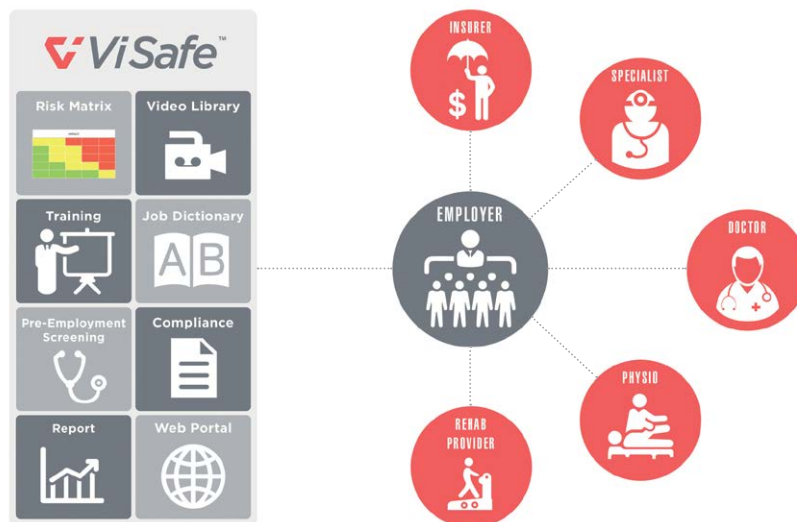 ViSafe™
Risk Matrix
Video Library
Training
Job Dictionary
A B
Pre-Employment
Screening
Compliance
Report
Web Portal
INSURER
$
SPECIALIST
EMPLOYER
DOCTOR
PHYSIO
REHAB
PROVIDER